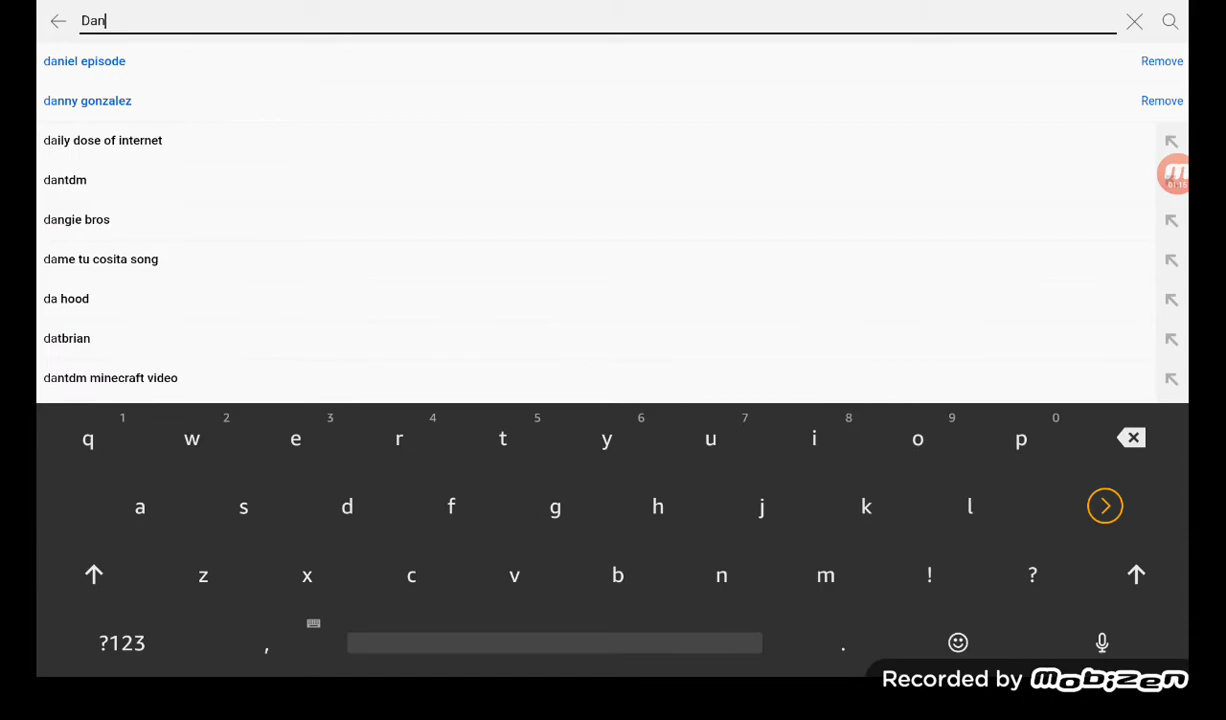 Dan
daniel episode Remove
danny gonzalez Remove
daily dose of internet
dantdm
01:15
dangie bros
dame tu cosita song
da hood
datbrian
dantdm minecraft video
1 2 3 4 5 6 7 8 9 0
q w e r t y u i o p
a s d f g h j k l
z x c v b n m ! ?
?123 , .
Recorded by mobizen